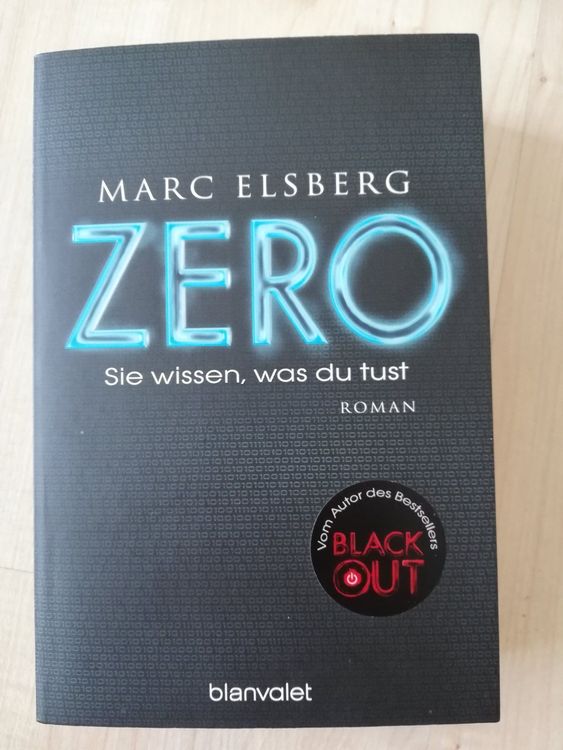 MARC ELSBERG
ZERO
Sie wissen, was du tust
ROMAN
Vom Autor des Bestsellers
BLACK
OUT
blanvalet